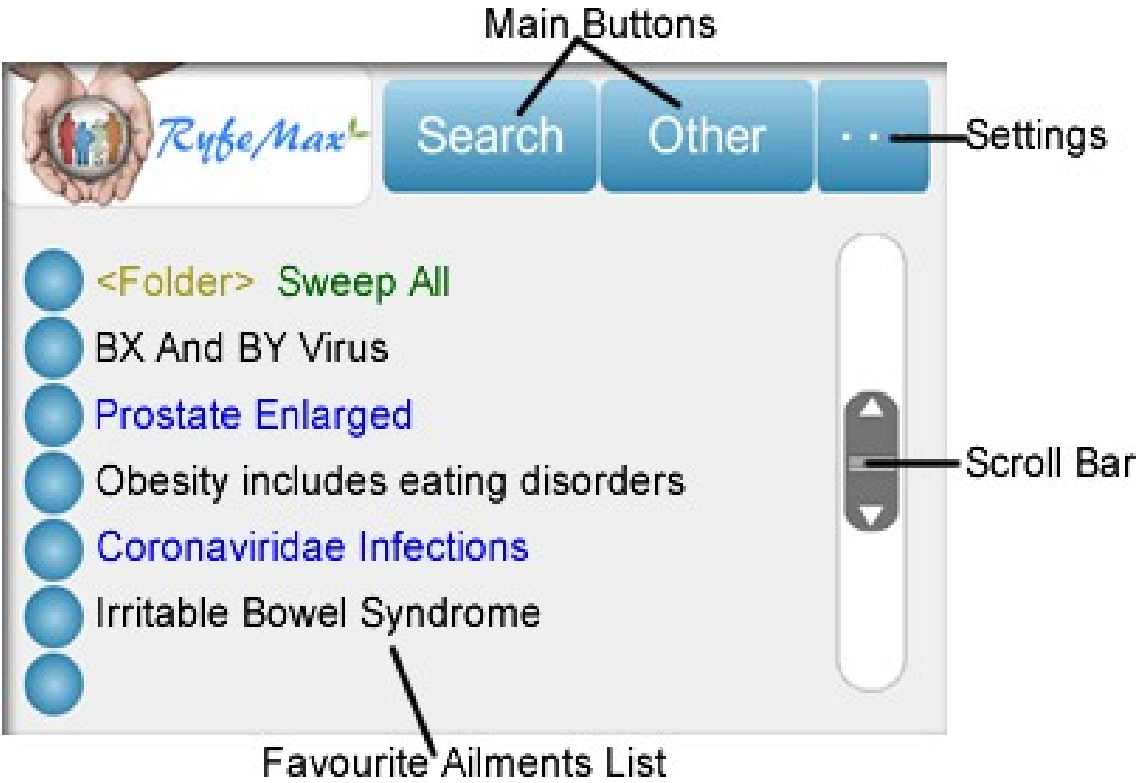 Main Buttons
RyfeMax
Search
Other
...
Settings
<Folder> Sweep All
BX And BY Virus
Prostate Enlarged
Obesity includes eating disorders
Scroll Bar
Coronaviridae Infections
Irritable Bowel Syndrome
Favourite Ailments List